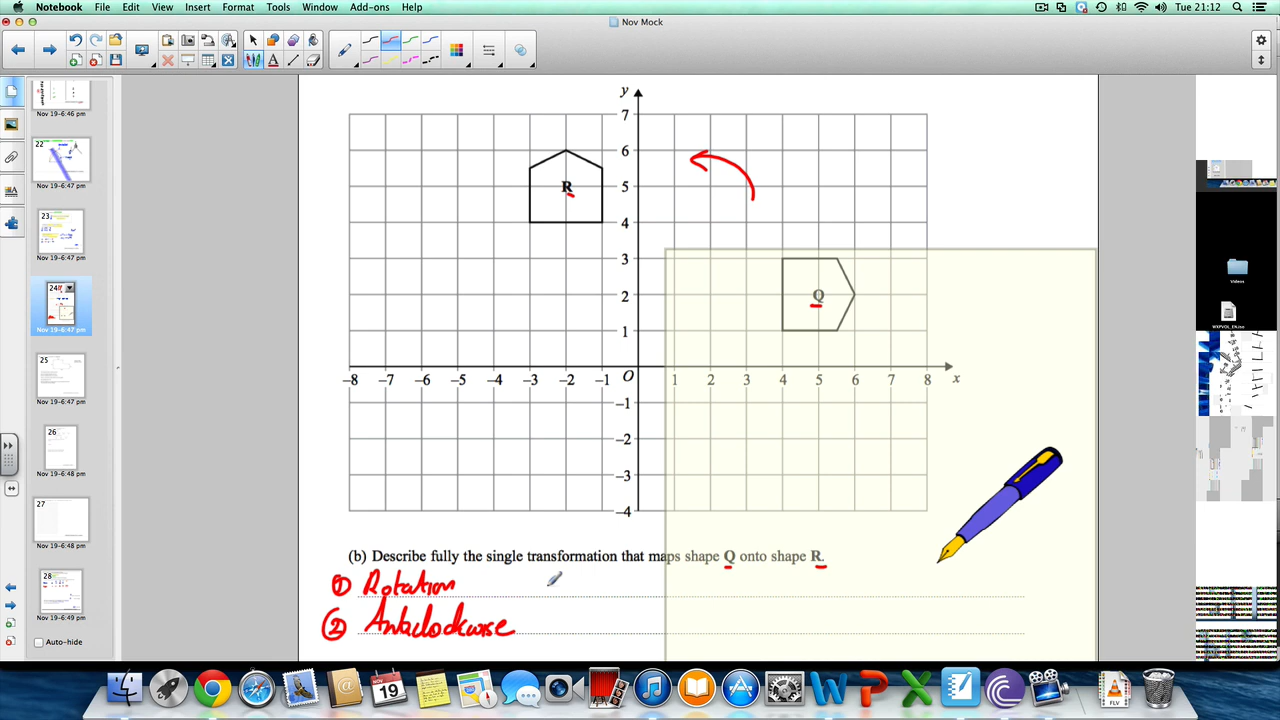 Notebook File Edit View Insert Format Tools Window Add-ons Help Tue 21:12
Nov Mock
Nov 19-6:46 pm
22
Nov 19-6:47 pm
23
Nov 19-6:47 pm
24
Nov 19-6:47 pm
25
Nov 19-6:47 pm
26
Nov 19-6:48 pm
27
Nov 19-6:48 pm
28
Nov 19-6:49 pm
Auto-hide
y
7
6
5
4
3
2
1
–8 –7 –6 –5 –4 –3 –2 –1 O 1 2 3 4 5 6 7 8 x
–1
–2
–3
–4
R
Q
(b) Describe fully the single transformation that maps shape Q onto shape R.
① Rotation
② Anticlockwise
Videos
WXPVOL_EN.iso
NOV
19
FLV